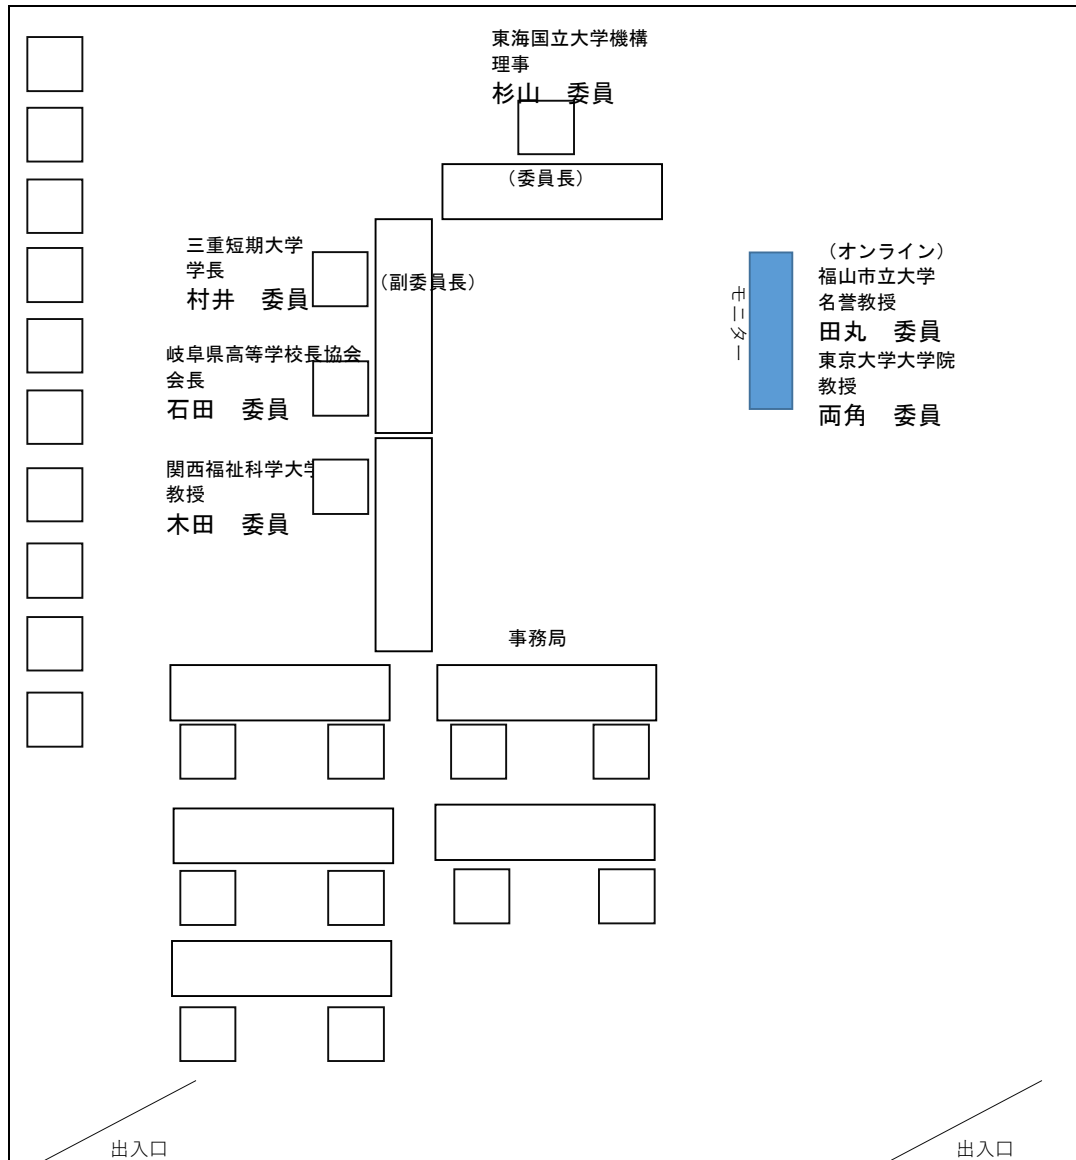 東海国立大学機構
理事
杉山　委員
（委員長）
三重短期大学
学長
村井　委員
（副委員長）
岐阜県高等学校長協会
会長
石田　委員
関西福祉科学大学
教授
木田　委員
モニター
（オンライン）
福山市立大学
名誉教授
田丸　委員
東京大学大学院
教授
両角　委員
事務局
出入口
出入口